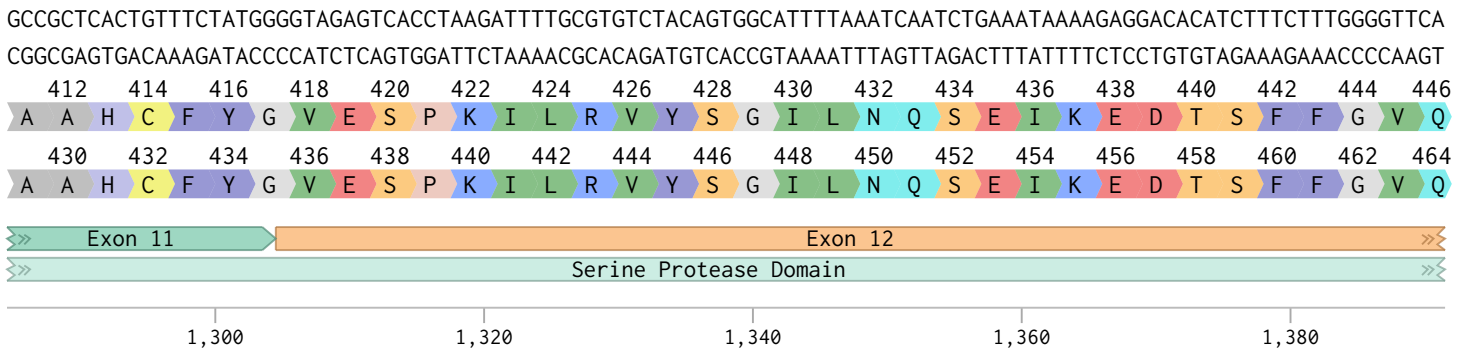 GCCGCTCACTGTTTCTATGGGGTAGAGTCACCTAAGATTTTGCGTGTCTACAGTGGCATTTTAAATCAATCTGAAATAAAAGAGGACACATCTTTCTTTGGGGTTCA
CGGCGAGTGACAAAGATACCCCATCTCAGTGGATTCTAAAACGCACAGATGTCACCGTAAAATTTAGTTAGACTTTATTTTCTCCTGTGTAGAAAGAAACCCCAAGT
412 414 416 418 420 422 424 426 428 430 432 434 436 438 440 442 444 446
A A H C F Y G V E S P K I L R V Y S G I L N Q S E I K E D T S F F G V Q
430 432 434 436 438 440 442 444 446 448 450 452 454 456 458 460 462 464
A A H C F Y G V E S P K I L R V Y S G I L N Q S E I K E D T S F F G V Q
Exon 11 Exon 12
Serine Protease Domain
1,300 1,320 1,340 1,360 1,380